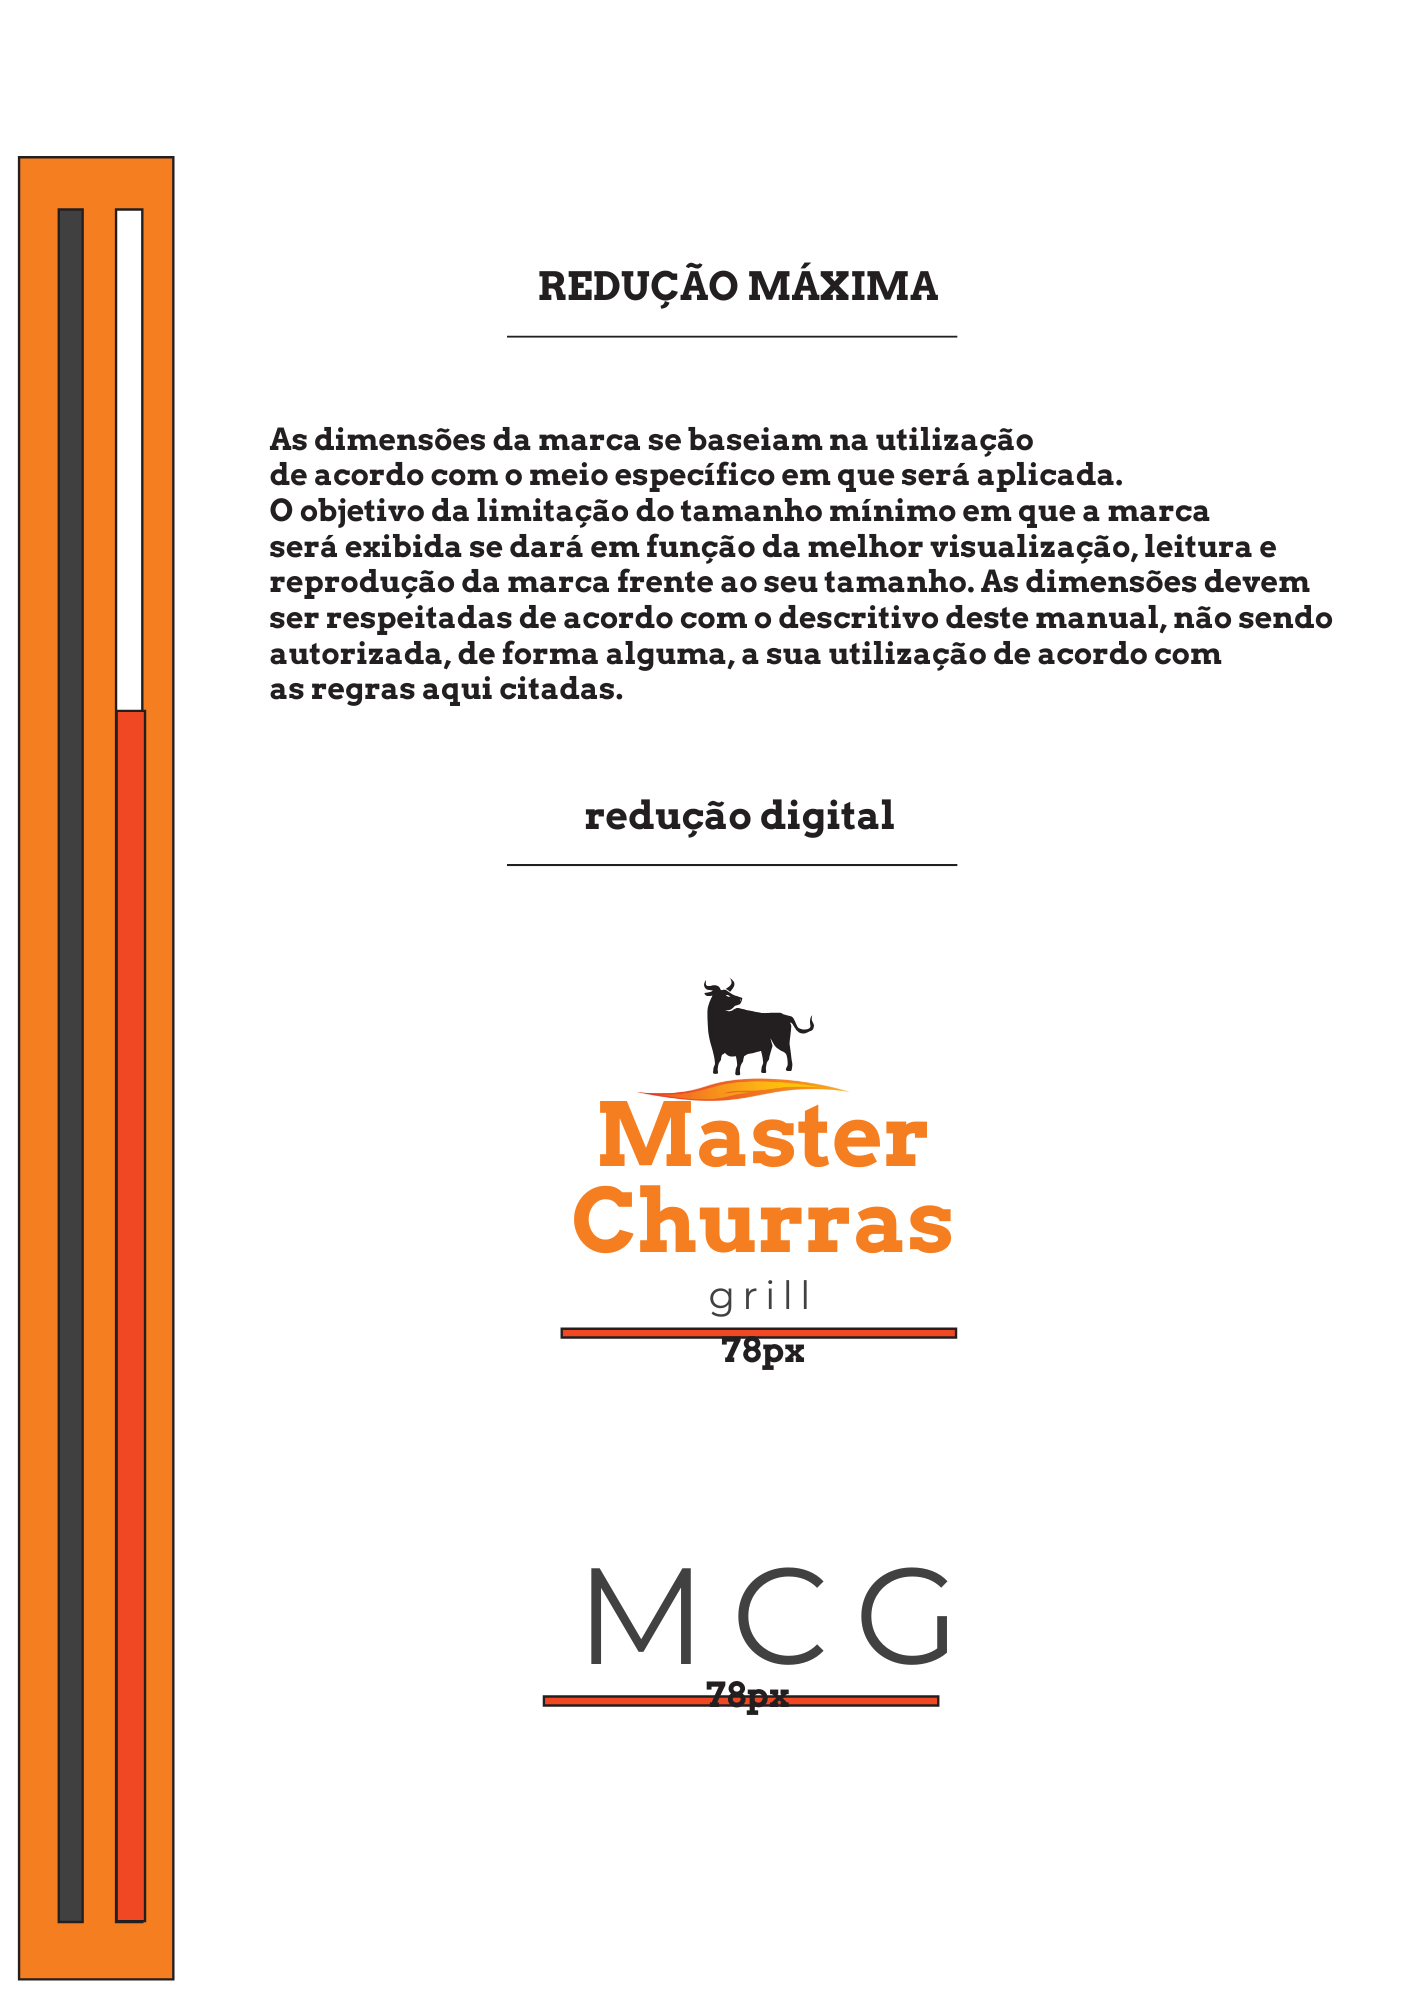 REDUÇÃO MÁXIMA
As dimensões da marca se baseiam na utilização
de acordo com o meio específico em que será aplicada.
O objetivo da limitação do tamanho mínimo em que a marca
será exibida se dará em função da melhor visualização, leitura e
reprodução da marca frente ao seu tamanho. As dimensões devem
ser respeitadas de acordo com o descritivo deste manual, não sendo
autorizada, de forma alguma, a sua utilização de acordo com
as regras aqui citadas.
redução digital
Master
Churras
grill
78px
MCG
78px